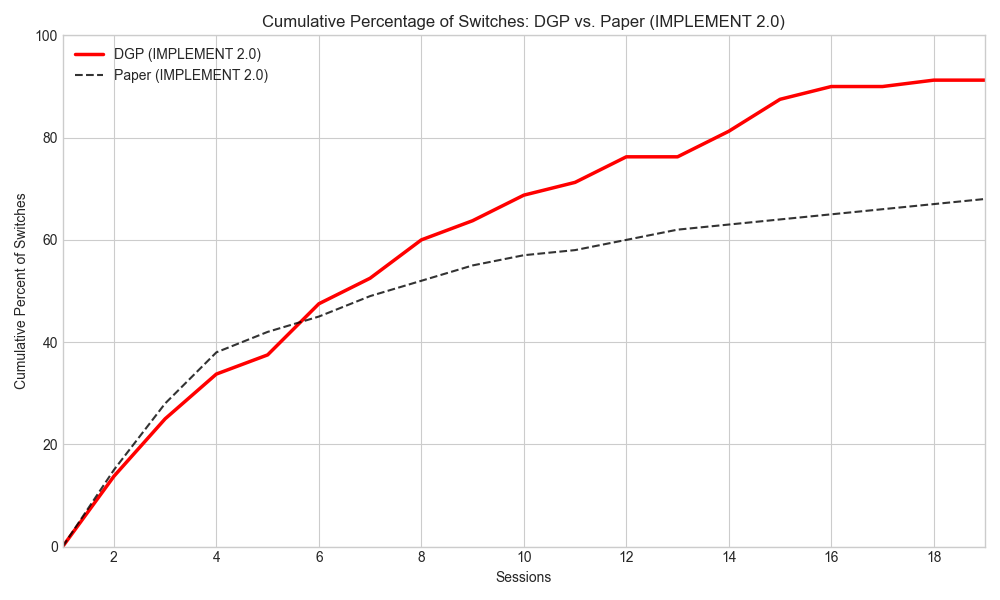 Cumulative Percentage of Switches: DGP vs. Paper (IMPLEMENT 2.0)
DGP (IMPLEMENT 2.0)
Paper (IMPLEMENT 2.0)
Cumulative Percent of Switches
100
80
60
40
20
0
2 4 6 8 10 12 14 16 18
Sessions